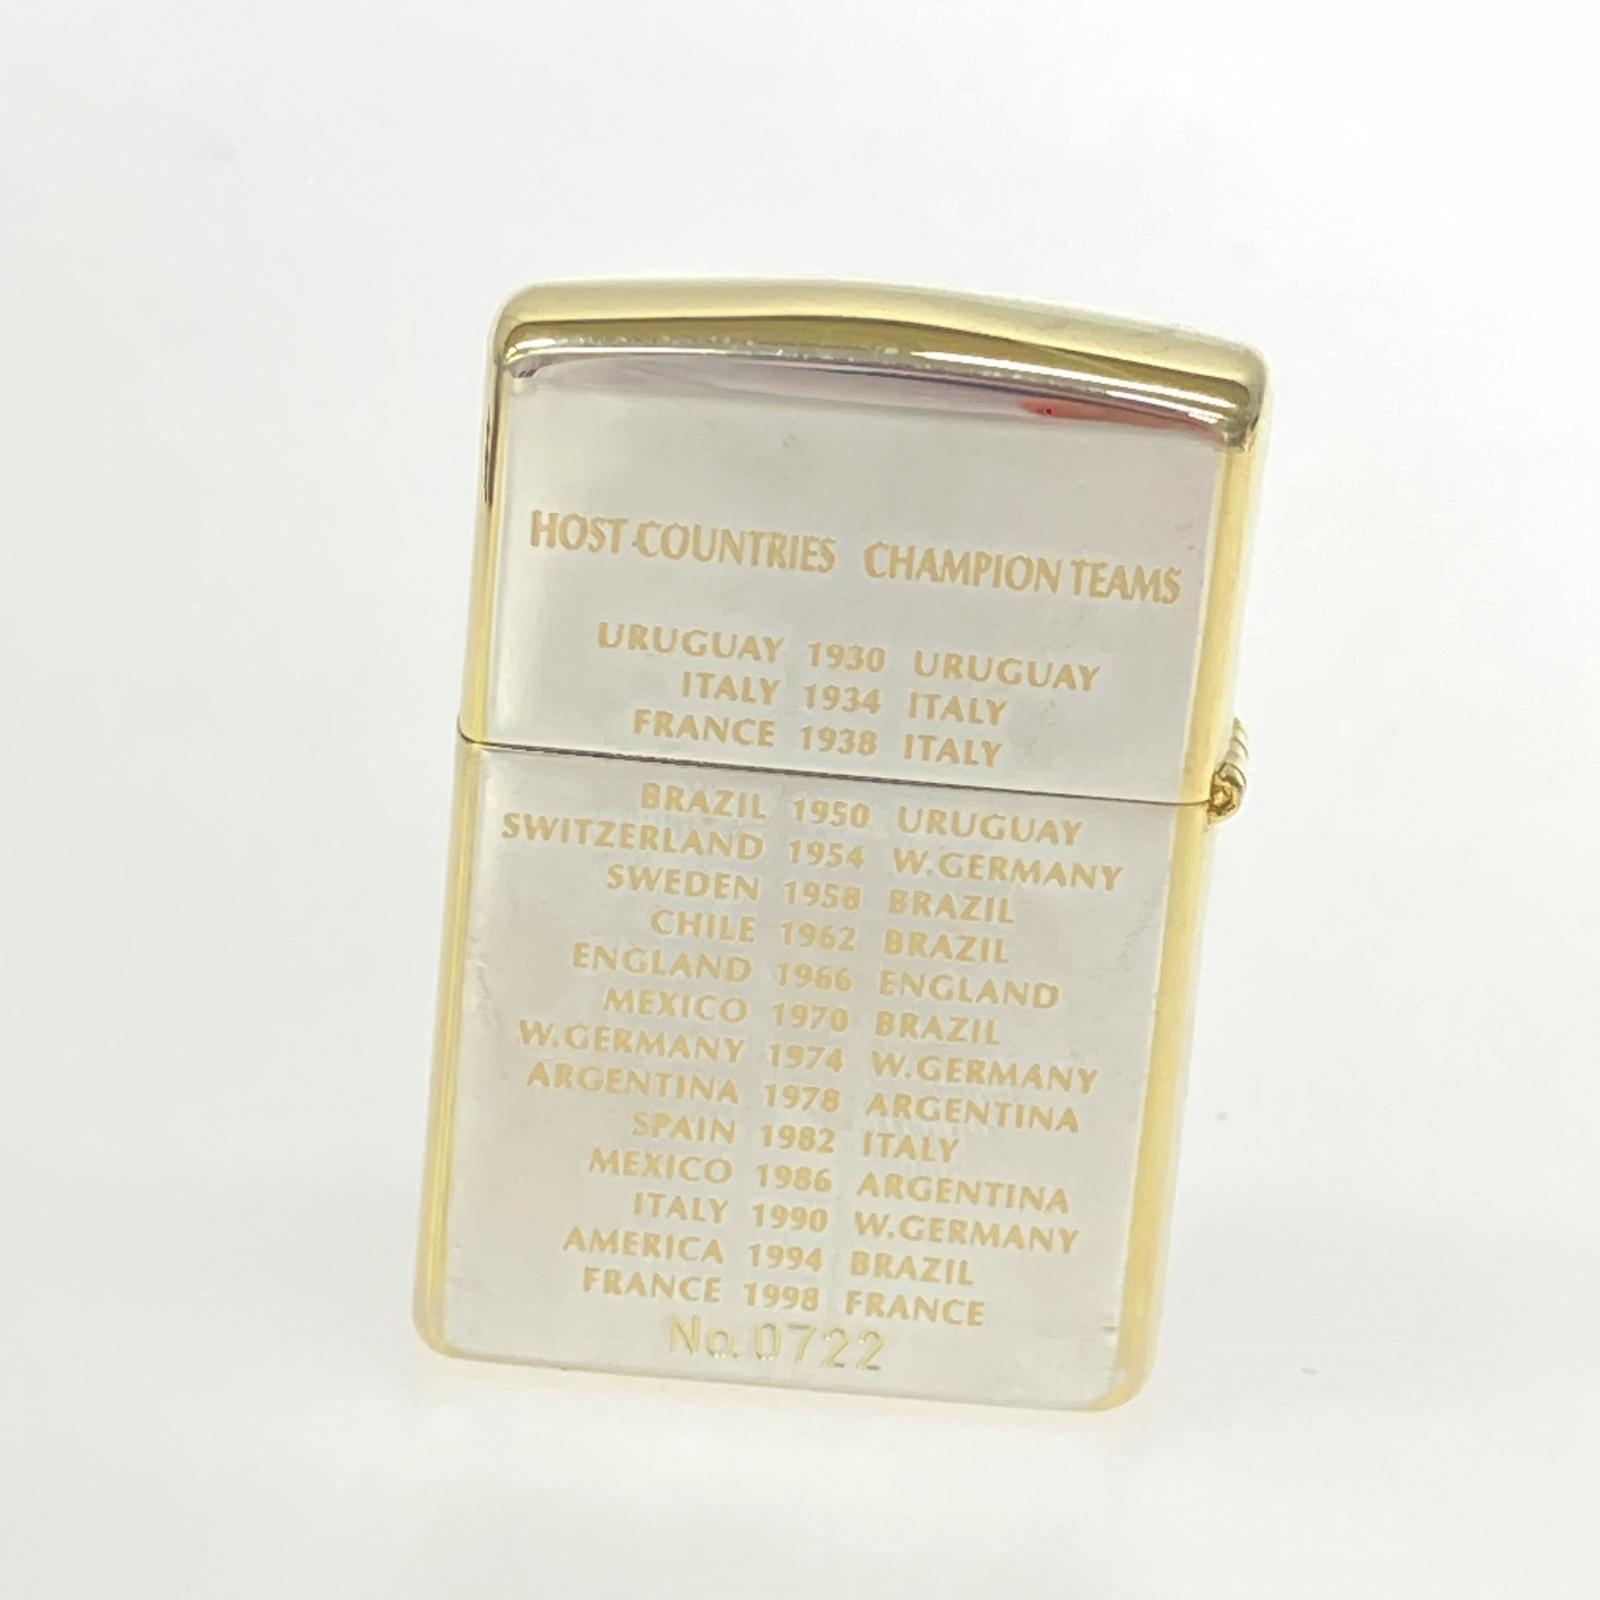 HOST COUNTRIES CHAMPION TEAMS
URUGUAY 1930 URUGUAY
ITALY 1934 ITALY
FRANCE 1938 ITALY
BRAZIL 1950 URUGUAY
SWITZERLAND 1954 W.GERMANY
SWEDEN 1958 BRAZIL
CHILE 1962 BRAZIL
ENGLAND 1966 ENGLAND
MEXICO 1970 BRAZIL
W.GERMANY 1974 W.GERMANY
ARGENTINA 1978 ARGENTINA
SPAIN 1982 ITALY
MEXICO 1986 ARGENTINA
ITALY 1990 W.GERMANY
AMERICA 1994 BRAZIL
FRANCE 1998 FRANCE
No.0722